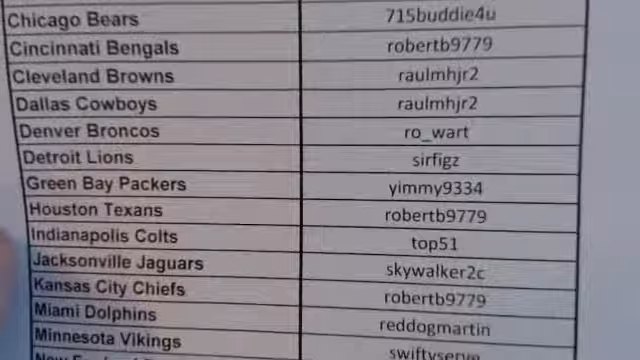 Chicago Bears 715buddie4u
Cincinnati Bengals robertb9779
Cleveland Browns raulmhjr2
Dallas Cowboys raulmhjr2
Denver Broncos ro_wart
Detroit Lions sirfigz
Green Bay Packers yimmy9334
Houston Texans robertb9779
Indianapolis Colts top51
Jacksonville Jaguars skywalker2c
Kansas City Chiefs robertb9779
Miami Dolphins reddogmartin
Minnesota Vikings